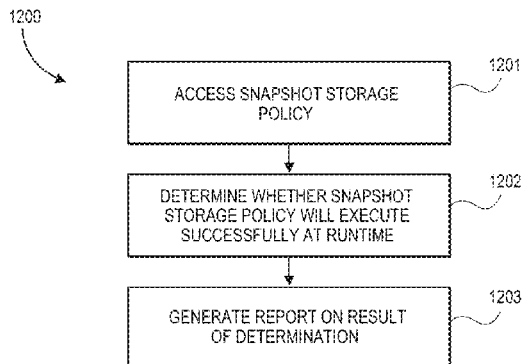 1200
1201
ACCESS SNAPSHOT STORAGE
POLICY
1202
DETERMINE WHETHER SNAPSHOT
STORAGE POLICY WILL EXECUTE
SUCCESSFULLY AT RUNTIME
1203
GENERATE REPORT ON RESULT
OF DETERMINATION